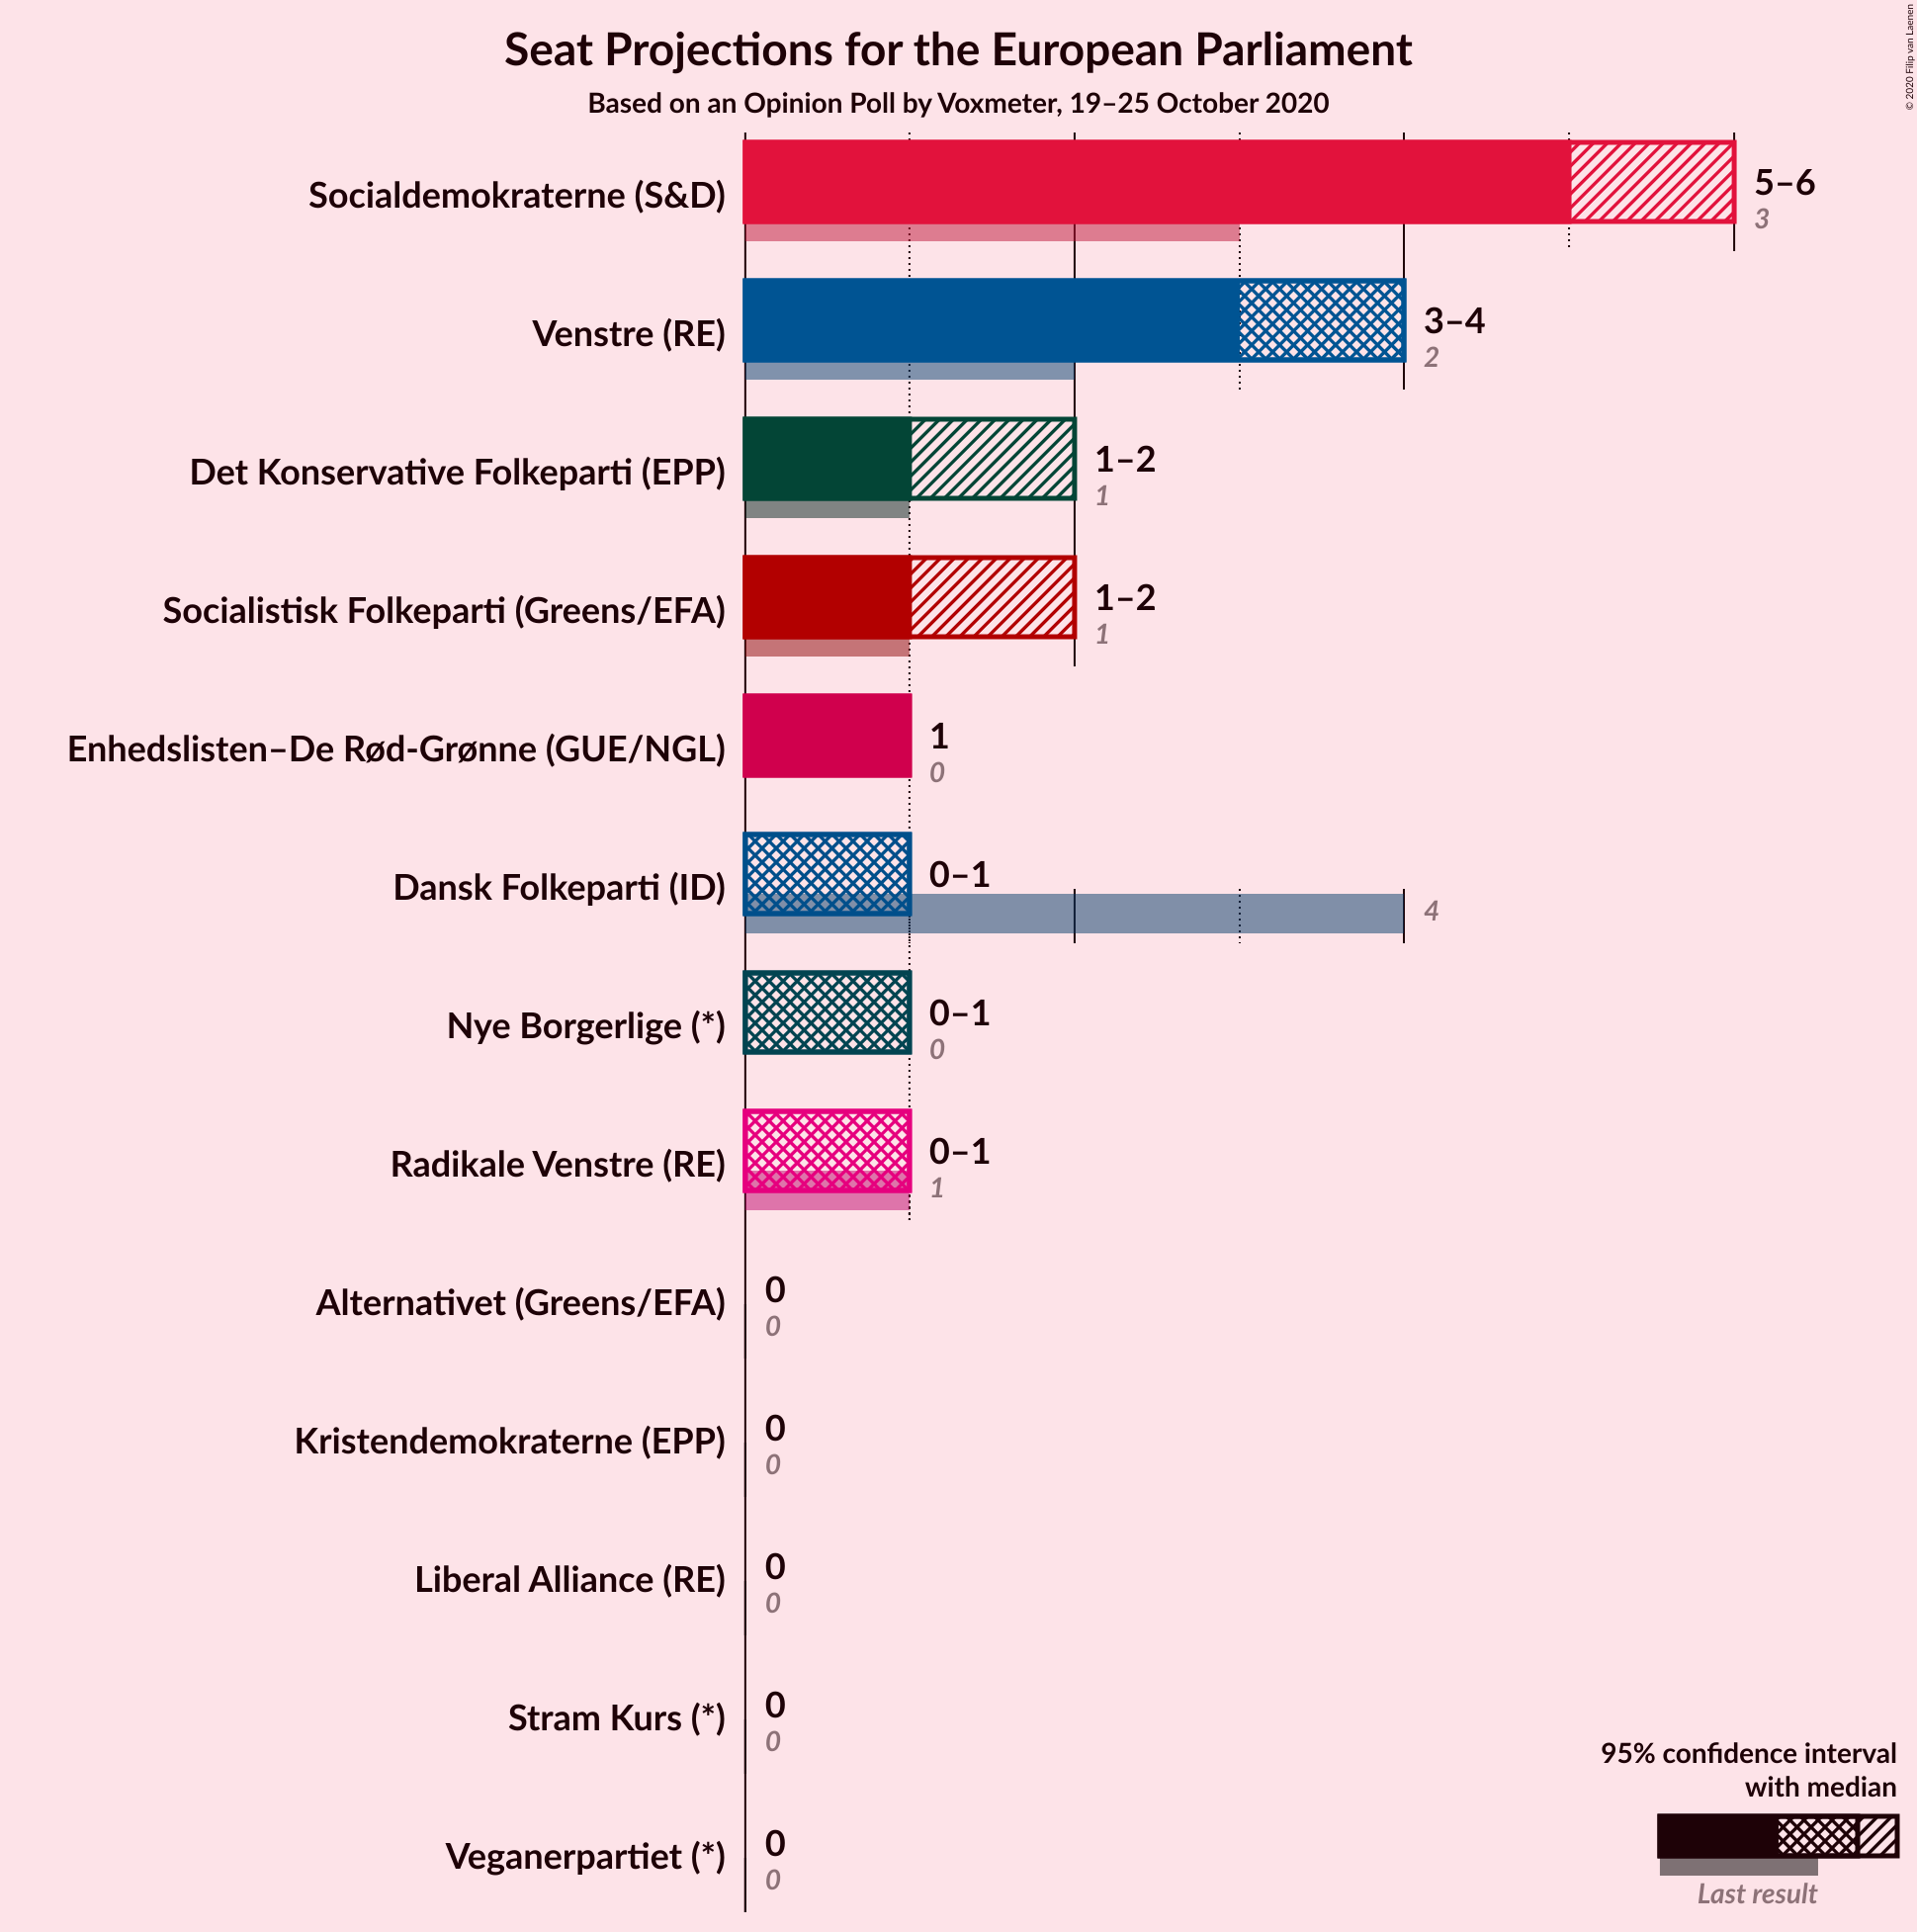 Seat Projections for the European Parliament
Based on an Opinion Poll by Voxmeter, 19–25 October 2020
© 2020 Filip van Laenen
Socialdemokraterne (S&D)
5–6
3
Venstre (RE)
3–4
2
Det Konservative Folkeparti (EPP)
1–2
1
Socialistisk Folkeparti (Greens/EFA)
1–2
1
Enhedslisten–De Rød-Grønne (GUE/NGL)
1
0
Dansk Folkeparti (ID)
0–1
4
Nye Borgerlige (*)
0–1
0
Radikale Venstre (RE)
0–1
1
Alternativet (Greens/EFA)
0
0
Kristendemokraterne (EPP)
0
0
Liberal Alliance (RE)
0
0
Stram Kurs (*)
0
0
Veganerpartiet (*)
0
0
95% confidence interval
with median
Last result